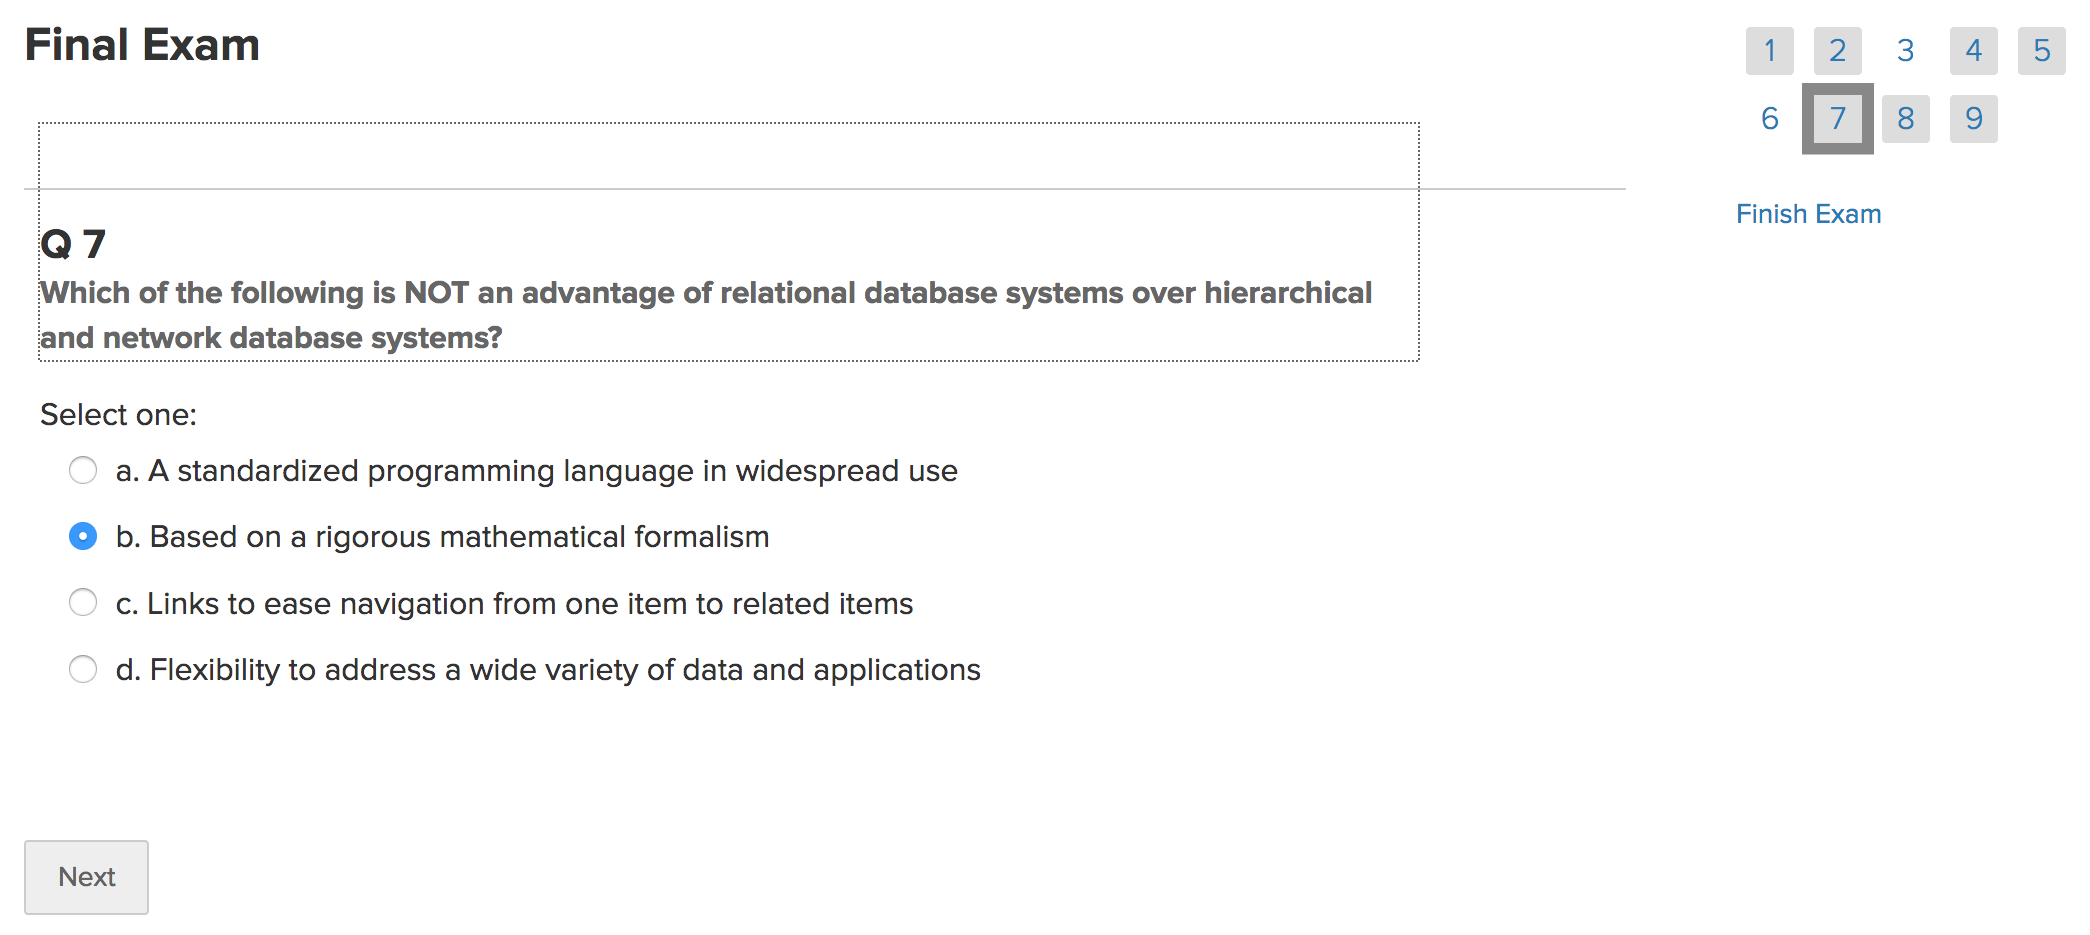 Final Exam
1 2 3 4 5
6 7 8 9
Finish Exam
Q 7
Which of the following is NOT an advantage of relational database systems over hierarchical
and network database systems?
Select one:
a. A standardized programming language in widespread use
b. Based on a rigorous mathematical formalism
c. Links to ease navigation from one item to related items
d. Flexibility to address a wide variety of data and applications
Next